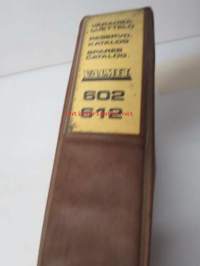 VARAOSA-
LUETTELO
RESERVD.
KATALOG
SPARES
CATALOG.
VALMET
602
612